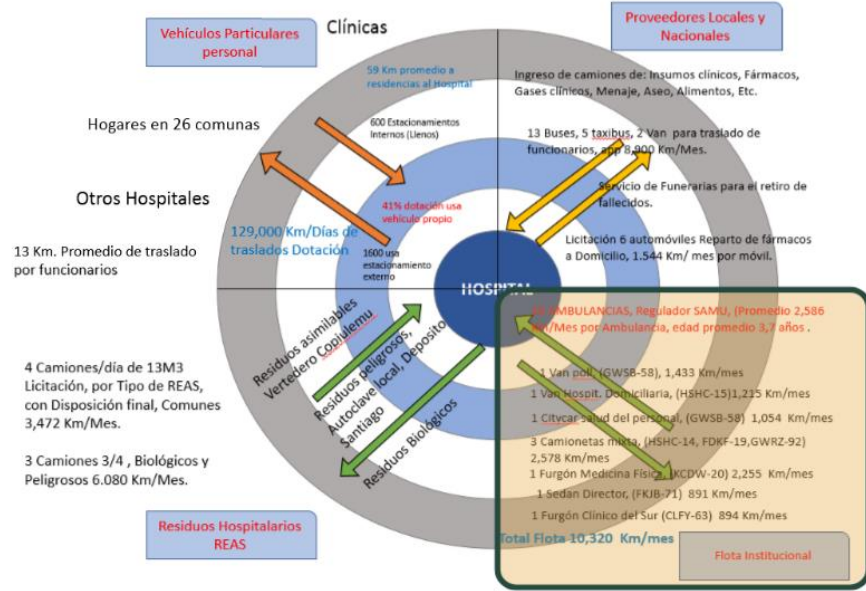 Vehículos Particulares
personal
Clínicas
Proveedores Locales y
Nacionales
59 Km promedio a
residencias al Hospital
Ingreso de camiones de: Insumos clínicos, Fármacos,
Gases clínicos, Menaje, Aseo, Alimentos, Etc.
Hogares en 26 comunas
600 Estacionamientos
Internos (Llenos)
13 Buses, 5 taxibus, 2 Van para traslado de
funcionarios, app 8,900 Km/Mes.
Otros Hospitales
41% dotación usa
vehiculo propio
Servicio de Funerarias para el retiro de
fallecidos.
129,000 Km/Días de
traslados Dotación
13 Km. Promedio de traslado
por funcionarios
1600 usa
estacionamiento
externo
Licitación 6 automóviles Reparto de fármacos
a Domicilio, 1.544 Km/ mes por móvil.
HOSPITAL
Residuos asimilables
Vertedero Copiulemu
Residuos peligrosos,
Autoclave local, Deposito
Santiago
Residuos Biológicos
4 Camiones/día de 13M3
Licitación, por Tipo de REAS,
con Disposición final, Comunes
3,472 Km/Mes.
3 Camiones 3/4 , Biológicos y
Peligrosos 6.080 Km/Mes.
Residuos Hospitalarios
REAS
AMBULANCIAS, Regulador SAMU, (Promedio 2,586
Km/Mes por Ambulancia, edad promedio 3,7 años .
1 Van poli, (GWSB-58), 1,433 Km/mes
1 Van Hospit. Domiciliaria, (HSHC-15)1,215 Km/mes
1 Citycar salud del personal, (GWSB-58) 1,054 Km/mes
3 Camionetas mixta, (HSHC-14, FDKF-19,GWRZ-92)
2,578 Km/mes
1 Furgón Medicina Física, (KCDW-20) 2,255 Km/mes
1 Sedan Director, (FKJB-71) 891 Km/mes
1 Furgón Clínico del Sur (CLFY-63) 894 Km/mes
Total Flota 10,320 Km/mes
Flota Institucional